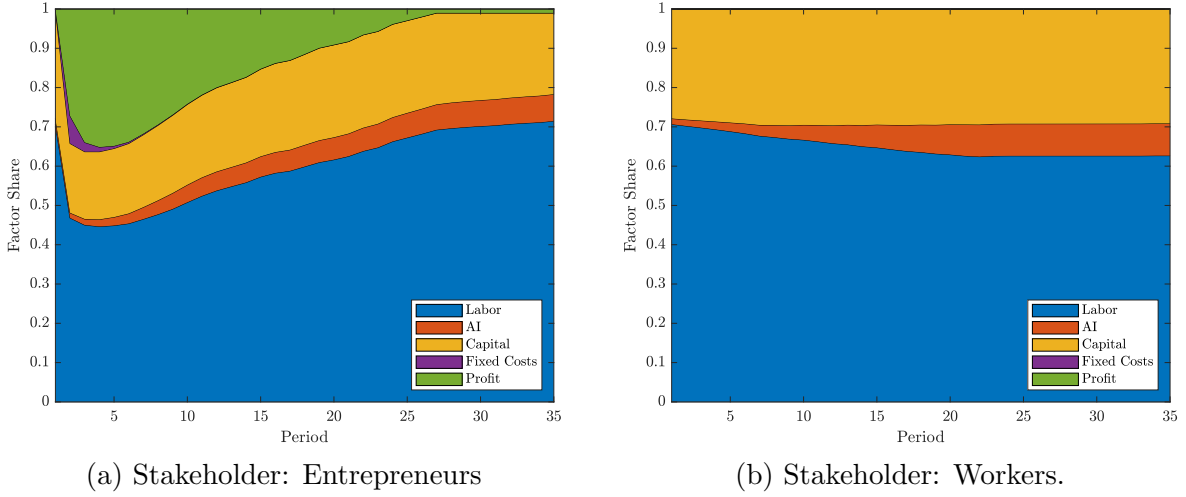 1
0.9
0.8
0.7
0.6
0.5
0.4
0.3
0.2
0.1
0
Factor Share
5
10
15
20
25
30
35
Period
Labor
AI
Capital
Fixed Costs
Profit
(a) Stakeholder: Entrepreneurs
1
0.9
0.8
0.7
0.6
0.5
0.4
0.3
0.2
0.1
0
Factor Share
5
10
15
20
25
30
35
Period
Labor
AI
Capital
Fixed Costs
Profit
(b) Stakeholder: Workers.